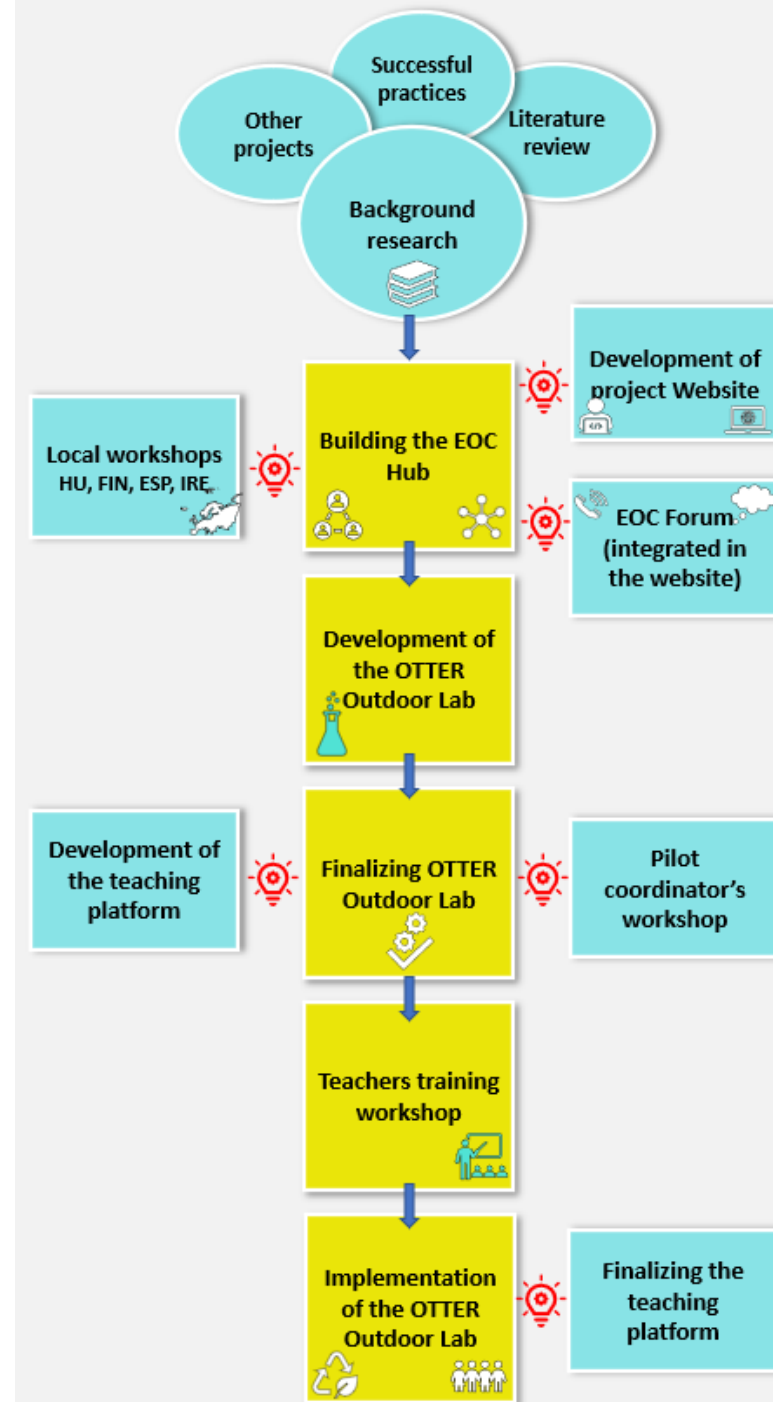 Successful
practices
Other
projects
Literature
review
Background
research
Development of
project Website
Building the EOC
Hub
Local workshops
HU, FIN, ESP, IRE
EOC Forum
(integrated in
the website)
Development of
the OTTER
Outdoor Lab
Development of
the teaching
platform
Finalizing OTTER
Outdoor Lab
Pilot
coordinator’s
workshop
Teachers training
workshop
Implementation
of the OTTER
Outdoor Lab
Finalizing the
teaching
platform